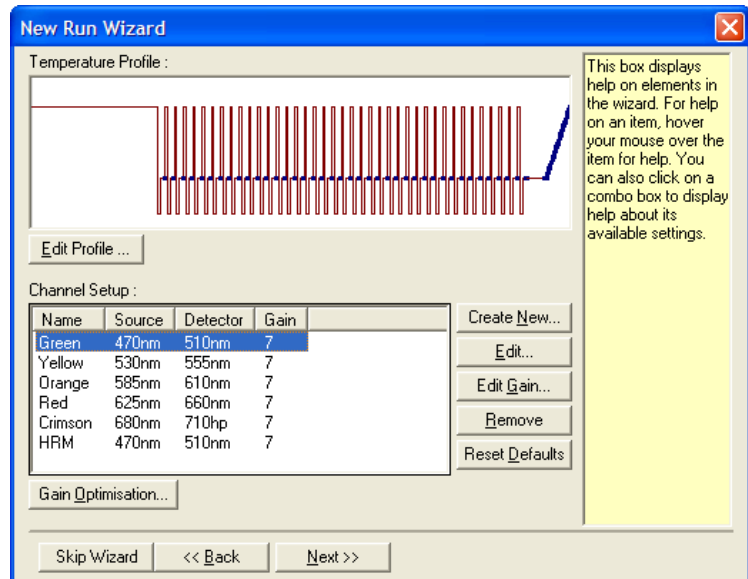 New Run Wizard
Temperature Profile :
Edit Profile ...
Channel Setup :
Name Source Detector Gain
Green 470nm 510nm 7
Yellow 530nm 555nm 7
Orange 585nm 610nm 7
Red 625nm 660nm 7
Crimson 680nm 710hp 7
HRM 470nm 510nm 7
Create New...
Edit...
Edit Gain...
Remove
Reset Defaults
Gain Optimisation...
Skip Wizard << Back Next >>
This box displays
help on elements in
the wizard. For help
on an item, hover
your mouse over the
item for help. You
can also click on a
combo box to display
help about its
available settings.